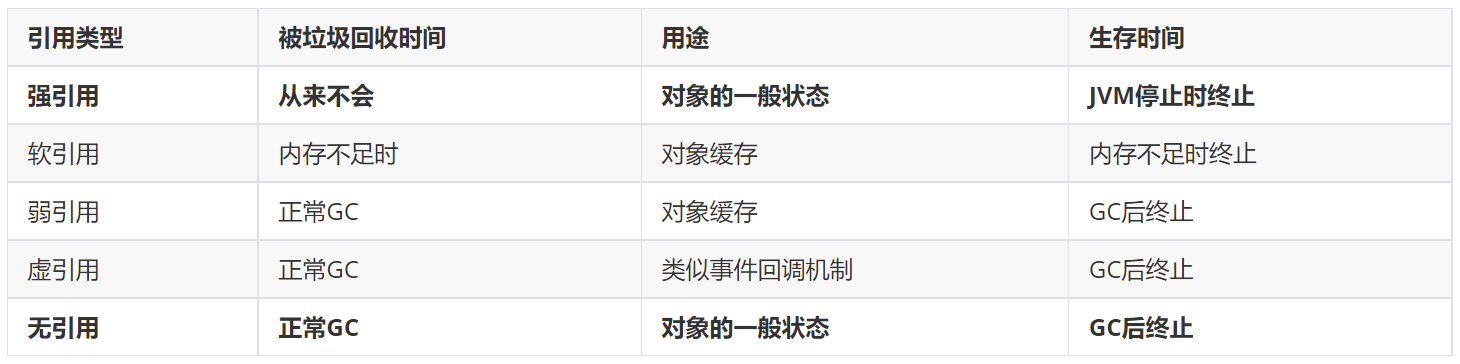 引用类型 被垃圾回收时间 用途 生存时间
强引用 从来不会 对象的一般状态 JVM停止时终止
软引用 内存不足时 对象缓存 内存不足时终止
弱引用 正常GC 对象缓存 GC后终止
虚引用 正常GC 类似事件回调机制 GC后终止
无引用 正常GC 对象的一般状态 GC后终止